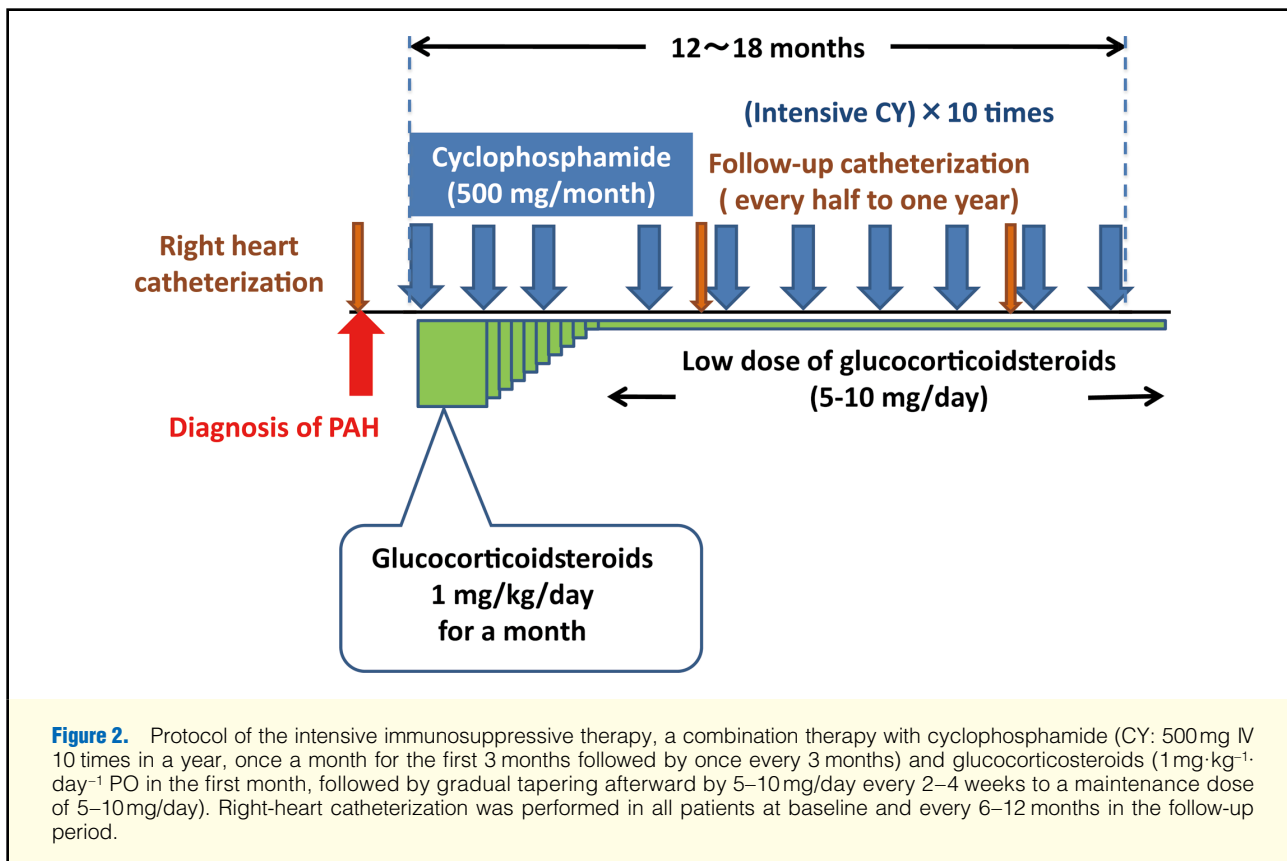 12～18 months
(Intensive CY) × 10 times
Cyclophosphamide
(500 mg/month)
Follow-up catheterization
( every half to one year)
Right heart
catheterization
Low dose of glucocorticoidsteroids
(5-10 mg/day)
Diagnosis of PAH
Glucocorticoidsteroids
1 mg/kg/day
for a month
Figure 2. Protocol of the intensive immunosuppressive therapy, a combination therapy with cyclophosphamide (CY: 500 mg IV
10 times in a year, once a month for the first 3 months followed by once every 3 months) and glucocorticosteroids (1 mg·kg⁻¹·
day⁻¹ PO in the first month, followed by gradual tapering afterward by 5–10 mg/day every 2–4 weeks to a maintenance dose
of 5–10 mg/day). Right-heart catheterization was performed in all patients at baseline and every 6–12 months in the follow-up
period.